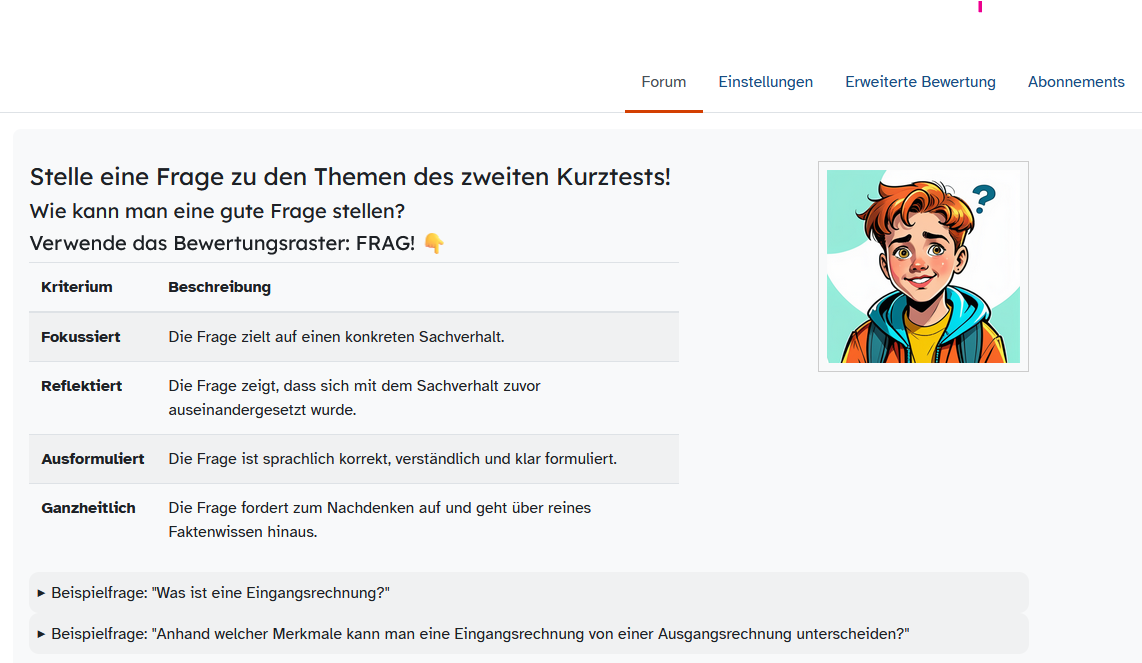 Forum Einstellungen Erweiterte Bewertung Abonnements
Stelle eine Frage zu den Themen des zweiten Kurztests!
Wie kann man eine gute Frage stellen?
Verwende das Bewertungsraster: FRAG! 👇
Kriterium Beschreibung
Fokussiert Die Frage zielt auf einen konkreten Sachverhalt.
Reflektiert Die Frage zeigt, dass sich mit dem Sachverhalt zuvor
auseinandergesetzt wurde.
Ausformuliert Die Frage ist sprachlich korrekt, verständlich und klar formuliert.
Ganzheitlich Die Frage fordert zum Nachdenken auf und geht über reines
Faktenwissen hinaus.
?
▸ Beispielfrage: "Was ist eine Eingangsrechnung?"
▸ Beispielfrage: "Anhand welcher Merkmale kann man eine Eingangsrechnung von einer Ausgangsrechnung unterscheiden?"